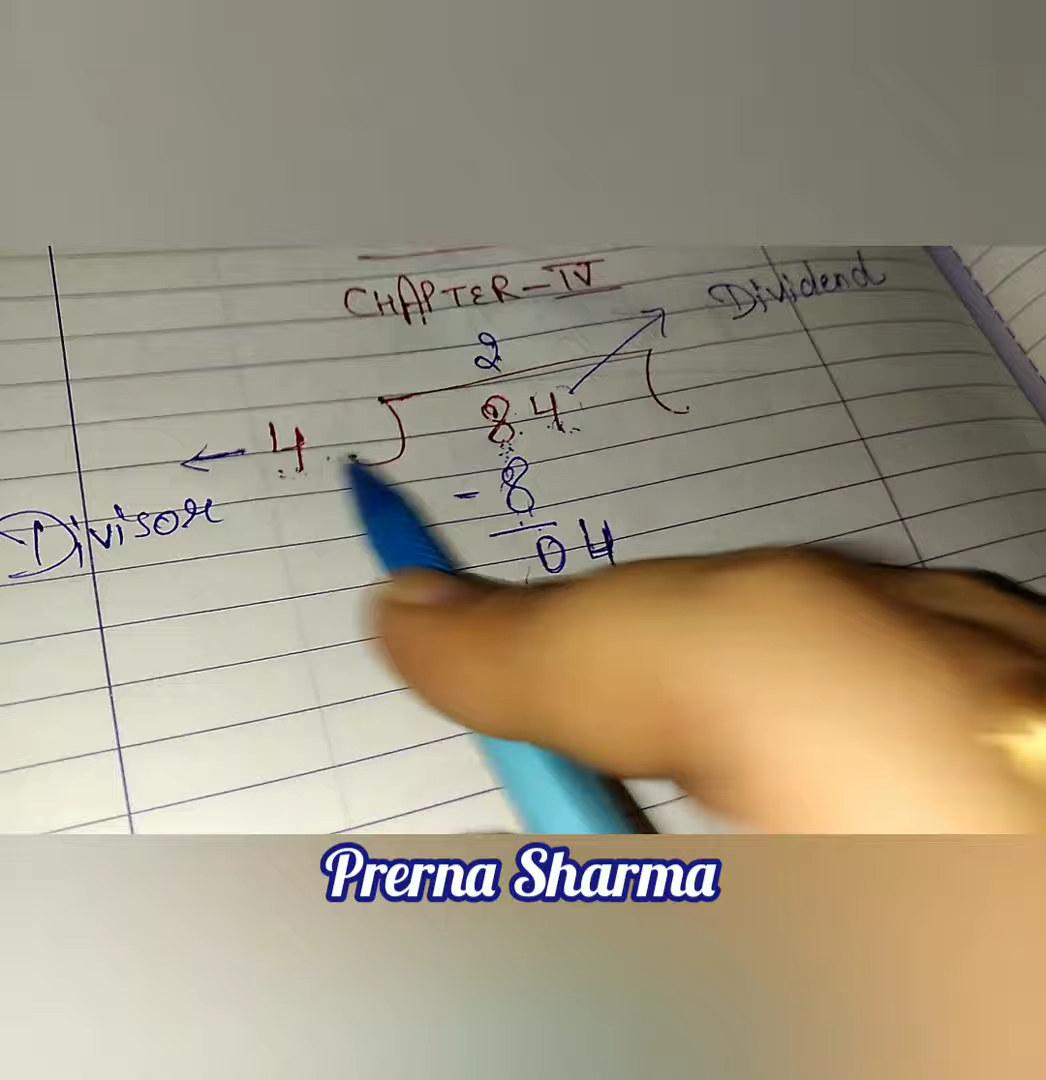 CHAPTER-IV
Dividend
2
4 84
Divisor
- 8
04
Prerna Sharma